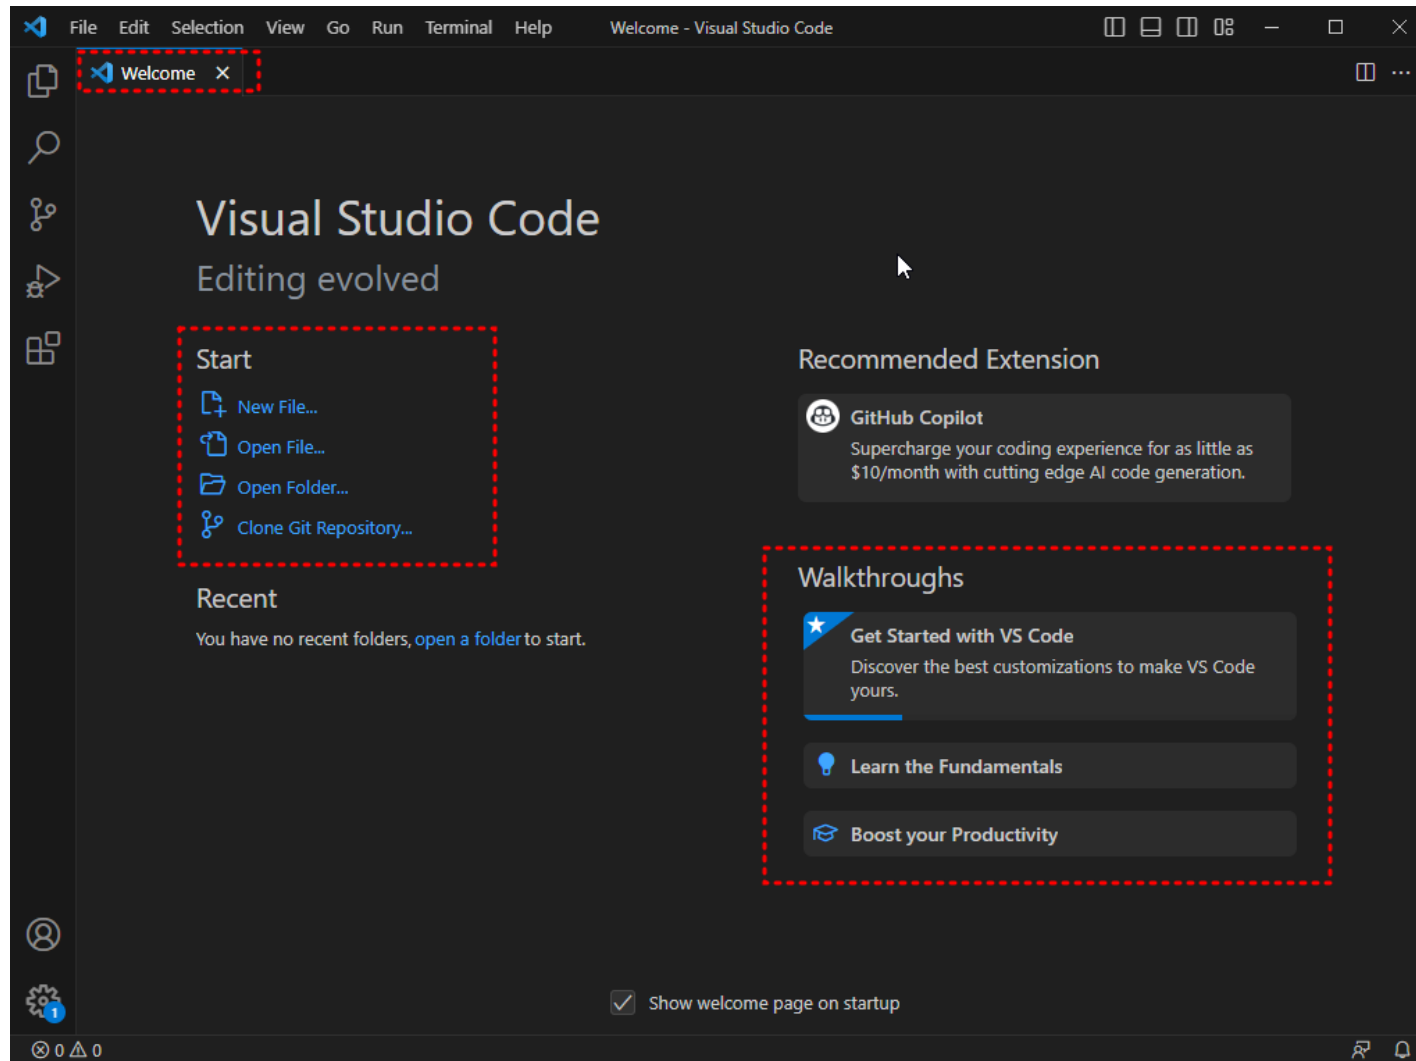 File Edit Selection View Go Run Terminal Help Welcome - Visual Studio Code
Welcome
Visual Studio Code
Editing evolved
Start
New File...
Open File...
Open Folder...
Clone Git Repository...
Recent
You have no recent folders, open a folder to start.
Recommended Extension
GitHub Copilot
Supercharge your coding experience for as little as
$10/month with cutting edge AI code generation.
Walkthroughs
Get Started with VS Code
Discover the best customizations to make VS Code
yours.
Learn the Fundamentals
Boost your Productivity
1
Show welcome page on startup
0 0